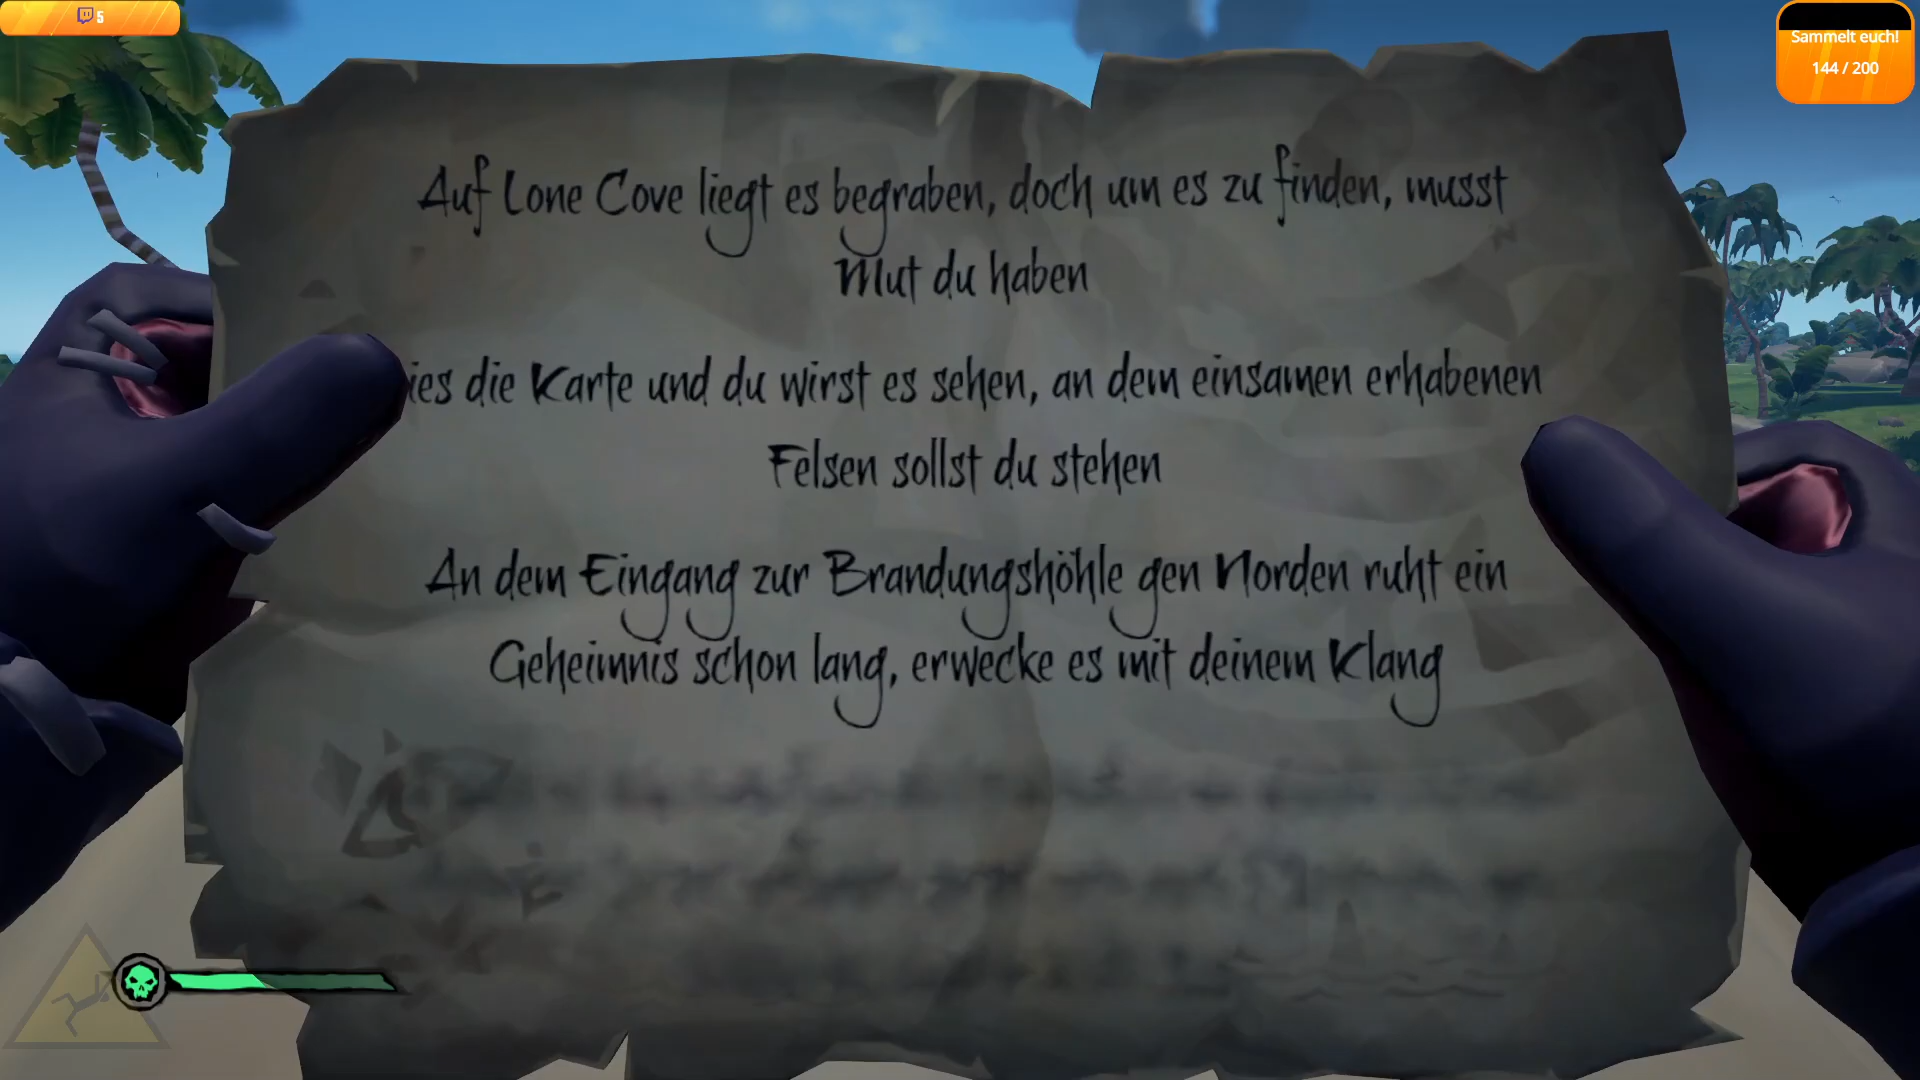 5
Sammelt euch!
144 / 200
Auf Lone Cove liegt es begraben, doch um es zu finden, musst
Mut du haben
die Karte und du wirst es sehen, an dem einsamen erhabenen
Felsen sollst du stehen
An dem Eingang zur Brandungshöhle gen Norden ruht ein
Geheimnis schon lang, erwecke es mit deinem Klang